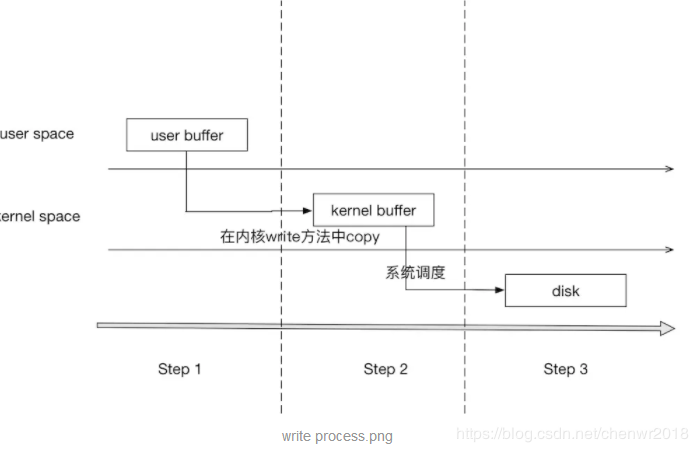 user space
user buffer
kernel space
kernel buffer
在内核write方法中copy
系统调度
disk
Step 1
Step 2
Step 3
write process.png
https://blog.csdn.net/chenwr2018